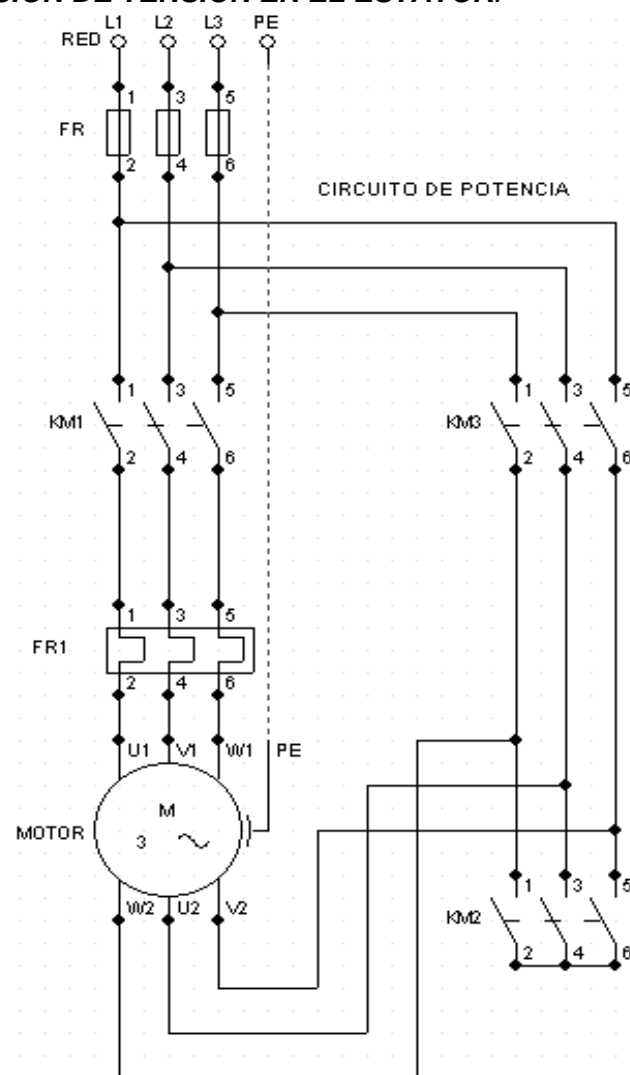 CION DE TENSION EN EL ESTATOR.
L1 L2 L3 PE
RED
1 3 5
FR
2 4 6
CIRCUITO DE POTENCIA
1 3 5 1 3 5
KM1 KM3
2 4 6 2 4 6
1 3 5
FR1
2 4 6
U1 V1 W1 PE
M
MOTOR 3
W2 U2 V2
1 3 5
KM2
2 4 6